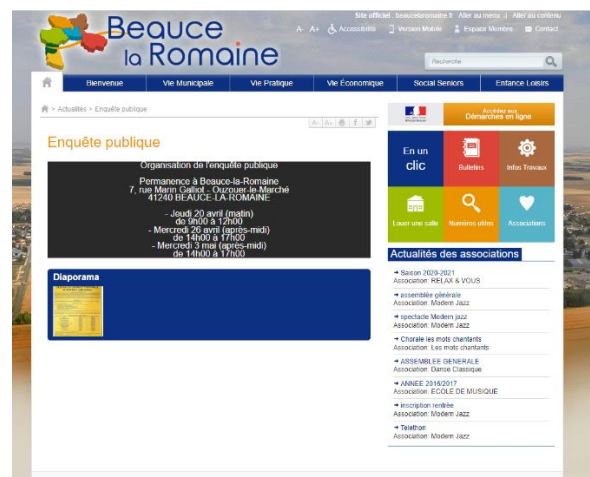 Beauce
la Romaine
Site officiel : beaucelaromaine.fr Aller au menu | Aller au contenu
A- A+ Accessibilité Version Mobile Espace Membre Contact
Recherche
Bienvenue Vie Municipale Vie Pratique Vie Économique Social Seniors Enfance Loisirs
> Actualités > Enquête publique
A- A+
Enquête publique
Organisation de l'enquête publique
Permanence à Beauce-la-Romaine
7, rue Marin Galliot - Ouzouer-le-Marché
41240 BEAUCE-LA-ROMAINE
- Jeudi 20 avril (matin)
de 9h00 à 12h00
- Mercredi 26 avril (après-midi)
de 14h00 à 17h00
- Mercredi 3 mai (après-midi)
de 14h00 à 17h00
Diaporama
Accédez aux
Démarches en ligne
En un
clic
Bulletins
Infos Travaux
Louer une salle
Numéros utiles
Associations
Actualités des associations
Saison 2020-2021
Association: RELAX & VOUS
assemblée générale
Association: Modern Jazz
spectacle Modern jazz
Association: Modern Jazz
Chorale les mots chantants
Association: Les mots chantants
ASSEMBLEE GENERALE
Association: Danse Classique
ANNEE 2016/2017
Association: ECOLE DE MUSIQUE
inscription rentrée
Association: Modern Jazz
Telethon
Association: Modern Jazz